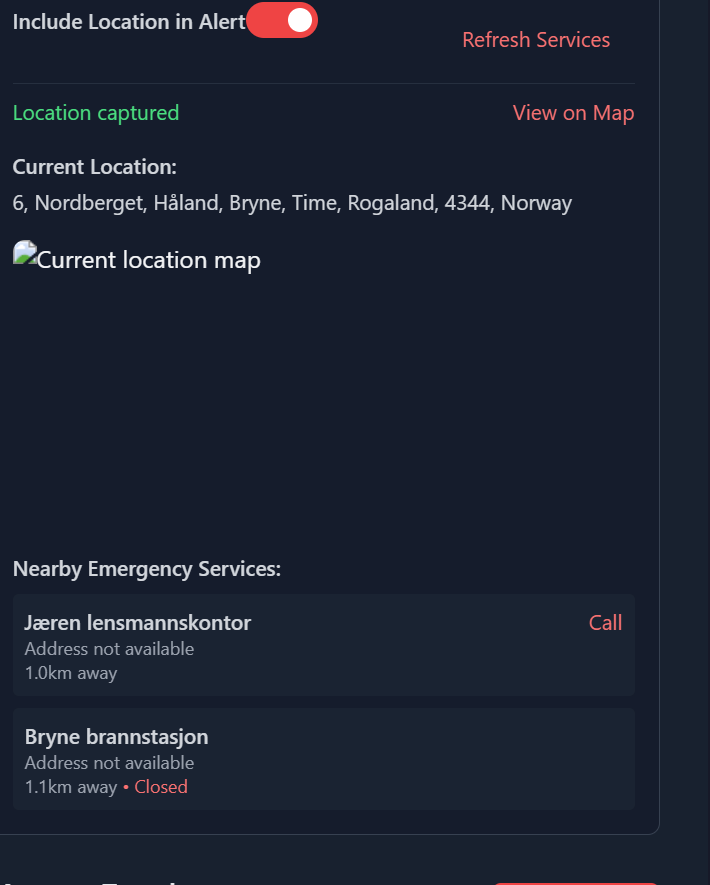 Include Location in Alert
Refresh Services
Location captured
View on Map
Current Location:
6, Nordberget, Håland, Bryne, Time, Rogaland, 4344, Norway
Current location map
Nearby Emergency Services:
Jæren lensmannskontor
Call
Address not available
1.0km away
Bryne brannstasjon
Address not available
1.1km away • Closed